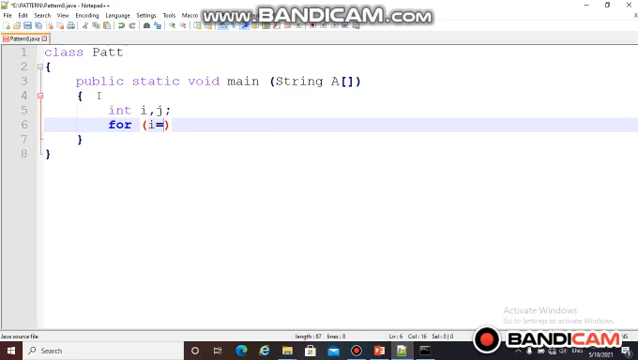 *E:\PATTERN\Pattern0.java - Notepad++
WWW.BANDICAM.COM
File Edit Search View Encoding Language Settings Tools Macro
Pattern0.java
1 class Patt
2 {
3 public static void main (String A[])
4 {
5 int i,j;
6 for (i=)
7 }
8 }
Activate Windows
Go to Settings to activate Windows.
Java source file
length : 87 lines : 8
Ln : 6 Col : 16 Sel : 0 | 0
Search
ENG
5/18/2021
BANDICAM